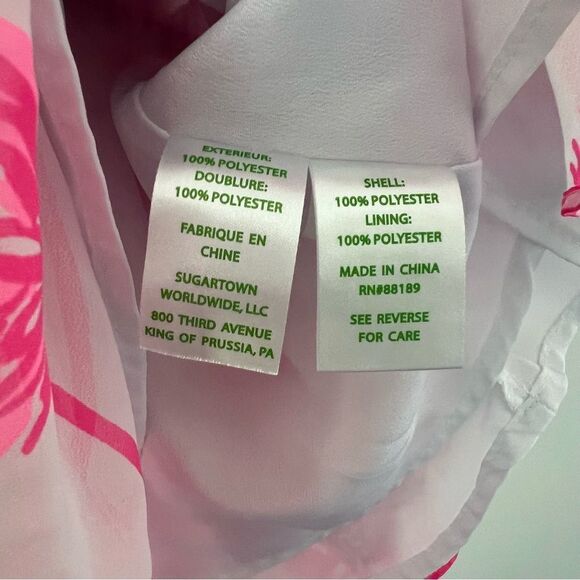 EXTERIEUR:
100% POLYESTER
DOUBLURE:
100% POLYESTER
FABRIQUE EN
CHINE
SUGARTOWN
WORLDWIDE, LLC
800 THIRD AVENUE
KING OF PRUSSIA, PA
SHELL:
100% POLYESTER
LINING:
100% POLYESTER
MADE IN CHINA
RN#88189
SEE REVERSE
FOR CARE